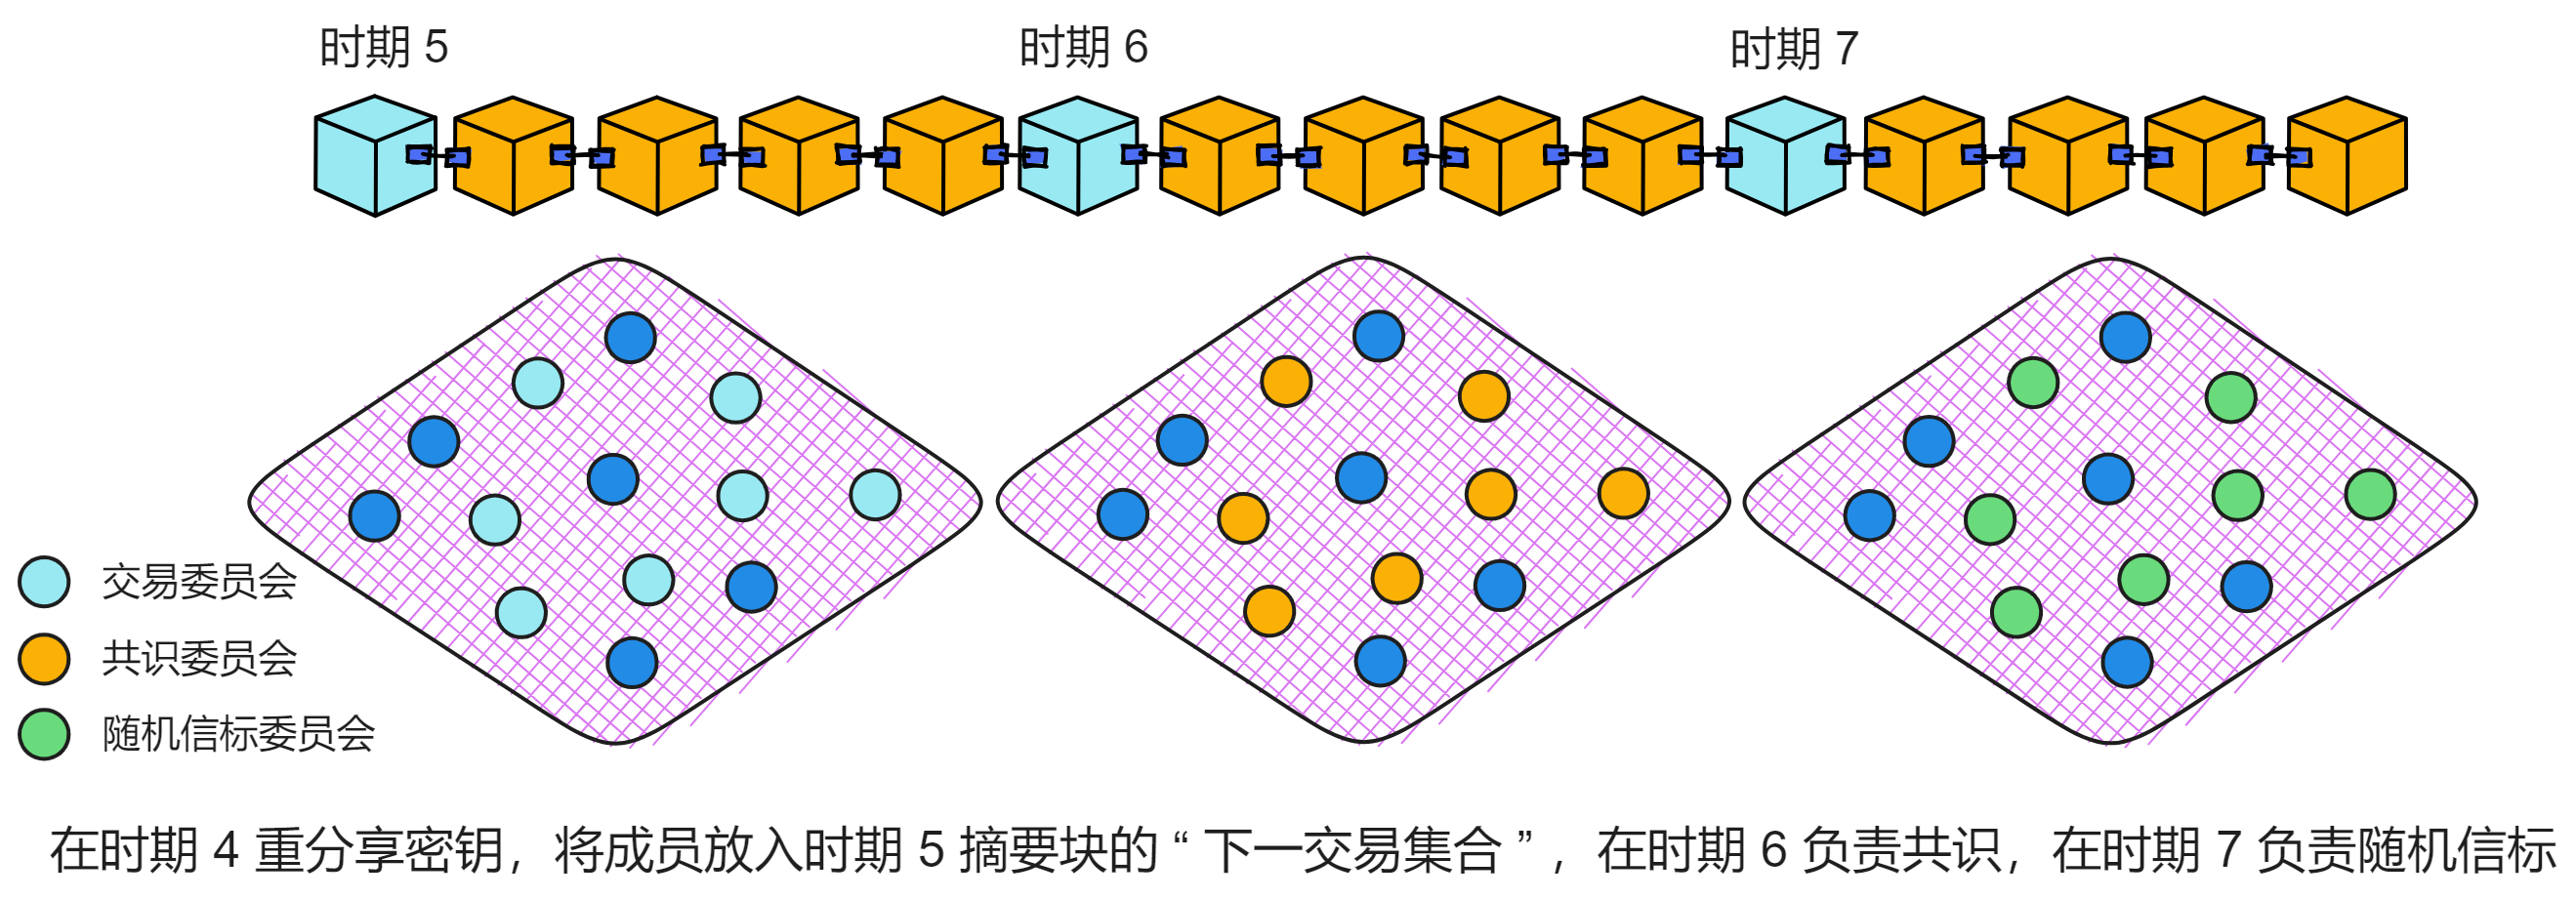 时期 5
时期 6
时期 7
交易委员会
共识委员会
随机信标委员会
在时期 4 重分享密钥，将成员放入时期 5 摘要块的 “ 下一交易集合 ” ，在时期 6 负责共识，在时期 7 负责随机信标